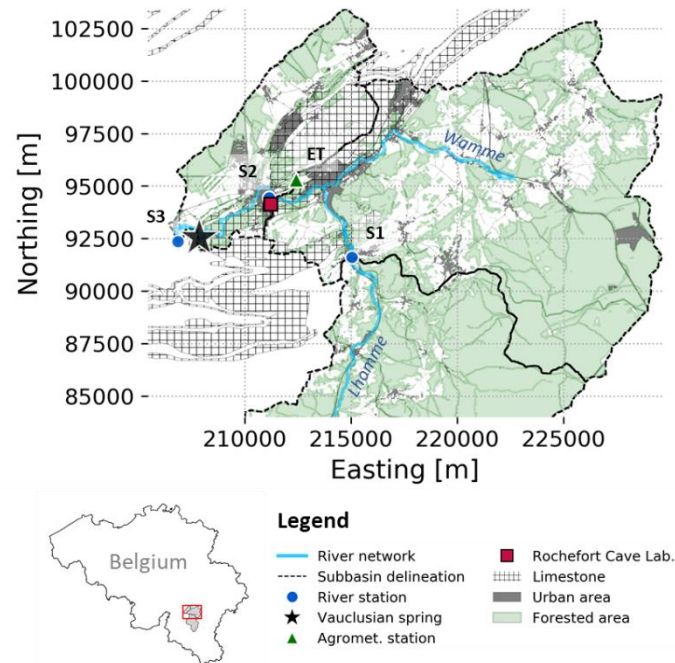 102500
100000
97500
95000
92500
90000
87500
85000
Northing [m]
210000 215000 220000 225000
Easting [m]
Wamme
ET
S2
S3
S1
Lhomme
Belgium
Legend
River network
Subbasin delineation
River station
Vauclusian spring
Agromet. station
Rochefort Cave Lab.
Limestone
Urban area
Forested area